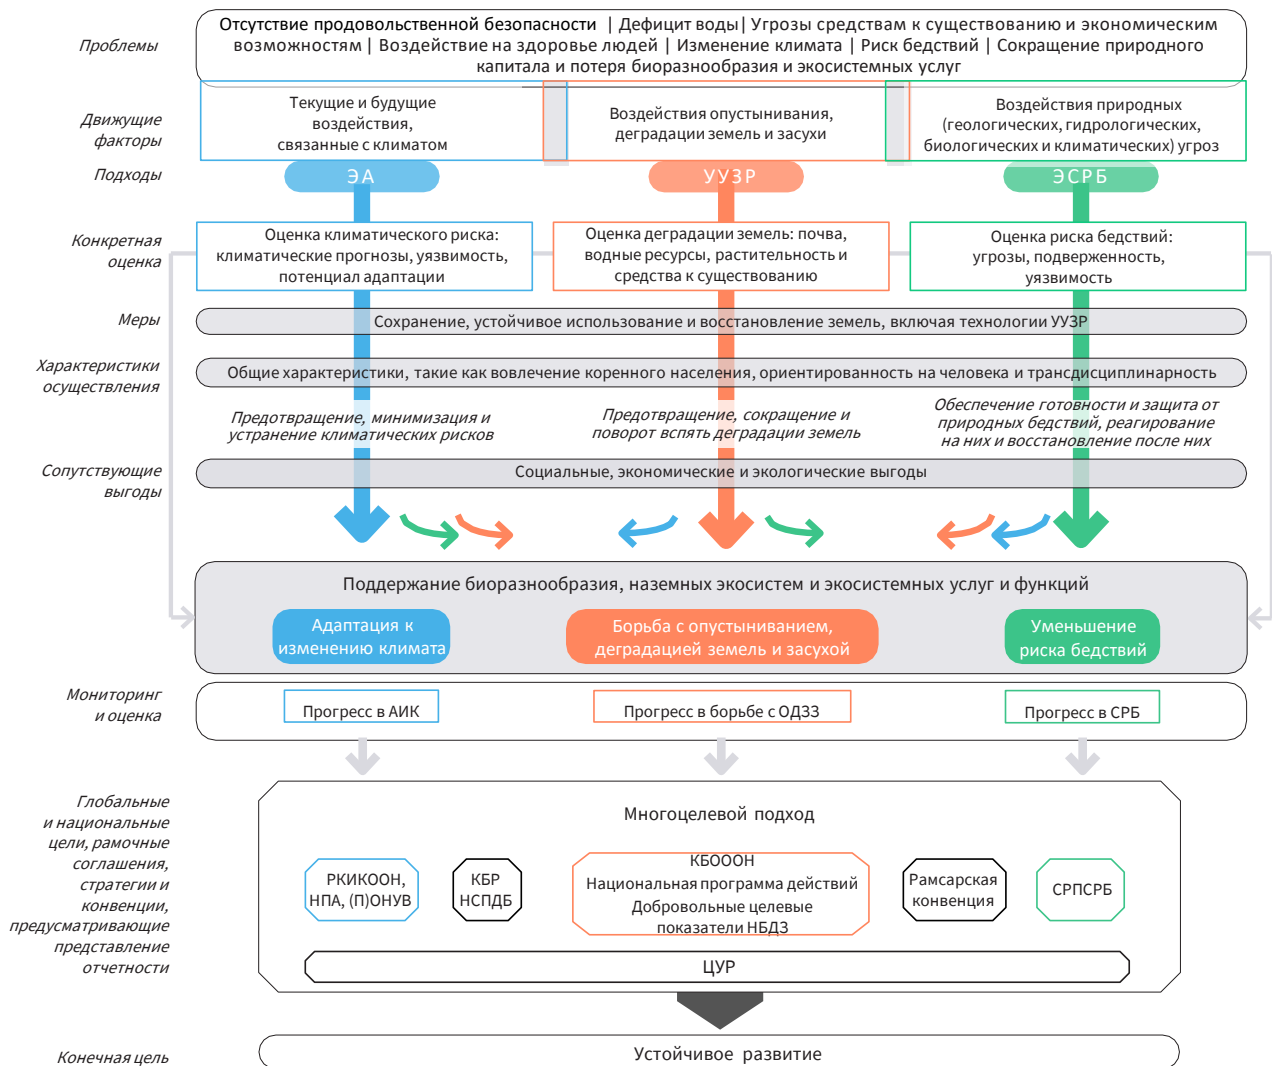 Проблемы
Отсутствие продовольственной безопасности | Дефицит воды| Угрозы средствам к существованию и экономическим
возможностям | Воздействие на здоровье людей | Изменение климата | Риск бедствий | Сокращение природного
капитала и потеря биоразнообразия и экосистемных услуг
Движущие
факторы
Текущие и будущие
воздействия,
связанные с климатом
Воздействия опустынивания,
деградации земель и засухи
Воздействия природных
(геологических, гидрологических,
биологических и климатических) угроз
Подходы
ЭА
УУЗР
ЭСРБ
Конкретная
оценка
Оценка климатического риска:
климатические прогнозы, уязвимость,
потенциал адаптации
Оценка деградации земель: почва,
водные ресурсы, растительность и
средства к существованию
Оценка риска бедствий:
угрозы, подверженность,
уязвимость
Меры
Сохранение, устойчивое использование и восстановление земель, включая технологии УУЗР
Характеристики
осуществления
Общие характеристики, такие как вовлечение коренного населения, ориентированность на человека и трансдисциплинарность
Предотвращение, минимизация и
устранение климатических рисков
Предотвращение, сокращение и
поворот вспять деградации земель
Обеспечение готовности и защита от
природных бедствий, реагирование
на них и восстановление после них
Сопутствующие
выгоды
Социальные, экономические и экологические выгоды
Поддержание биоразнообразия, наземных экосистем и экосистемных услуг и функций
Адаптация к
изменению климата
Борьба с опустыниванием,
деградацией земель и засухой
Уменьшение
риска бедствий
Мониторинг
и оценка
Прогресс в АИК
Прогресс в борьбе с ОДЗЗ
Прогресс в СРБ
Глобальные
и национальные
цели, рамочные
соглашения,
стратегии и
конвенции,
предусматривающие
представление
отчетности
Многоцелевой подход
РКИКООН,
НПА, (П)ОНУВ
КБР
НСПДБ
КБОООН
Национальная программа действий
Добровольные целевые
показатели НБДЗ
Рамсарская
конвенция
СРПСРБ
ЦУР
Конечная цель
Устойчивое развитие